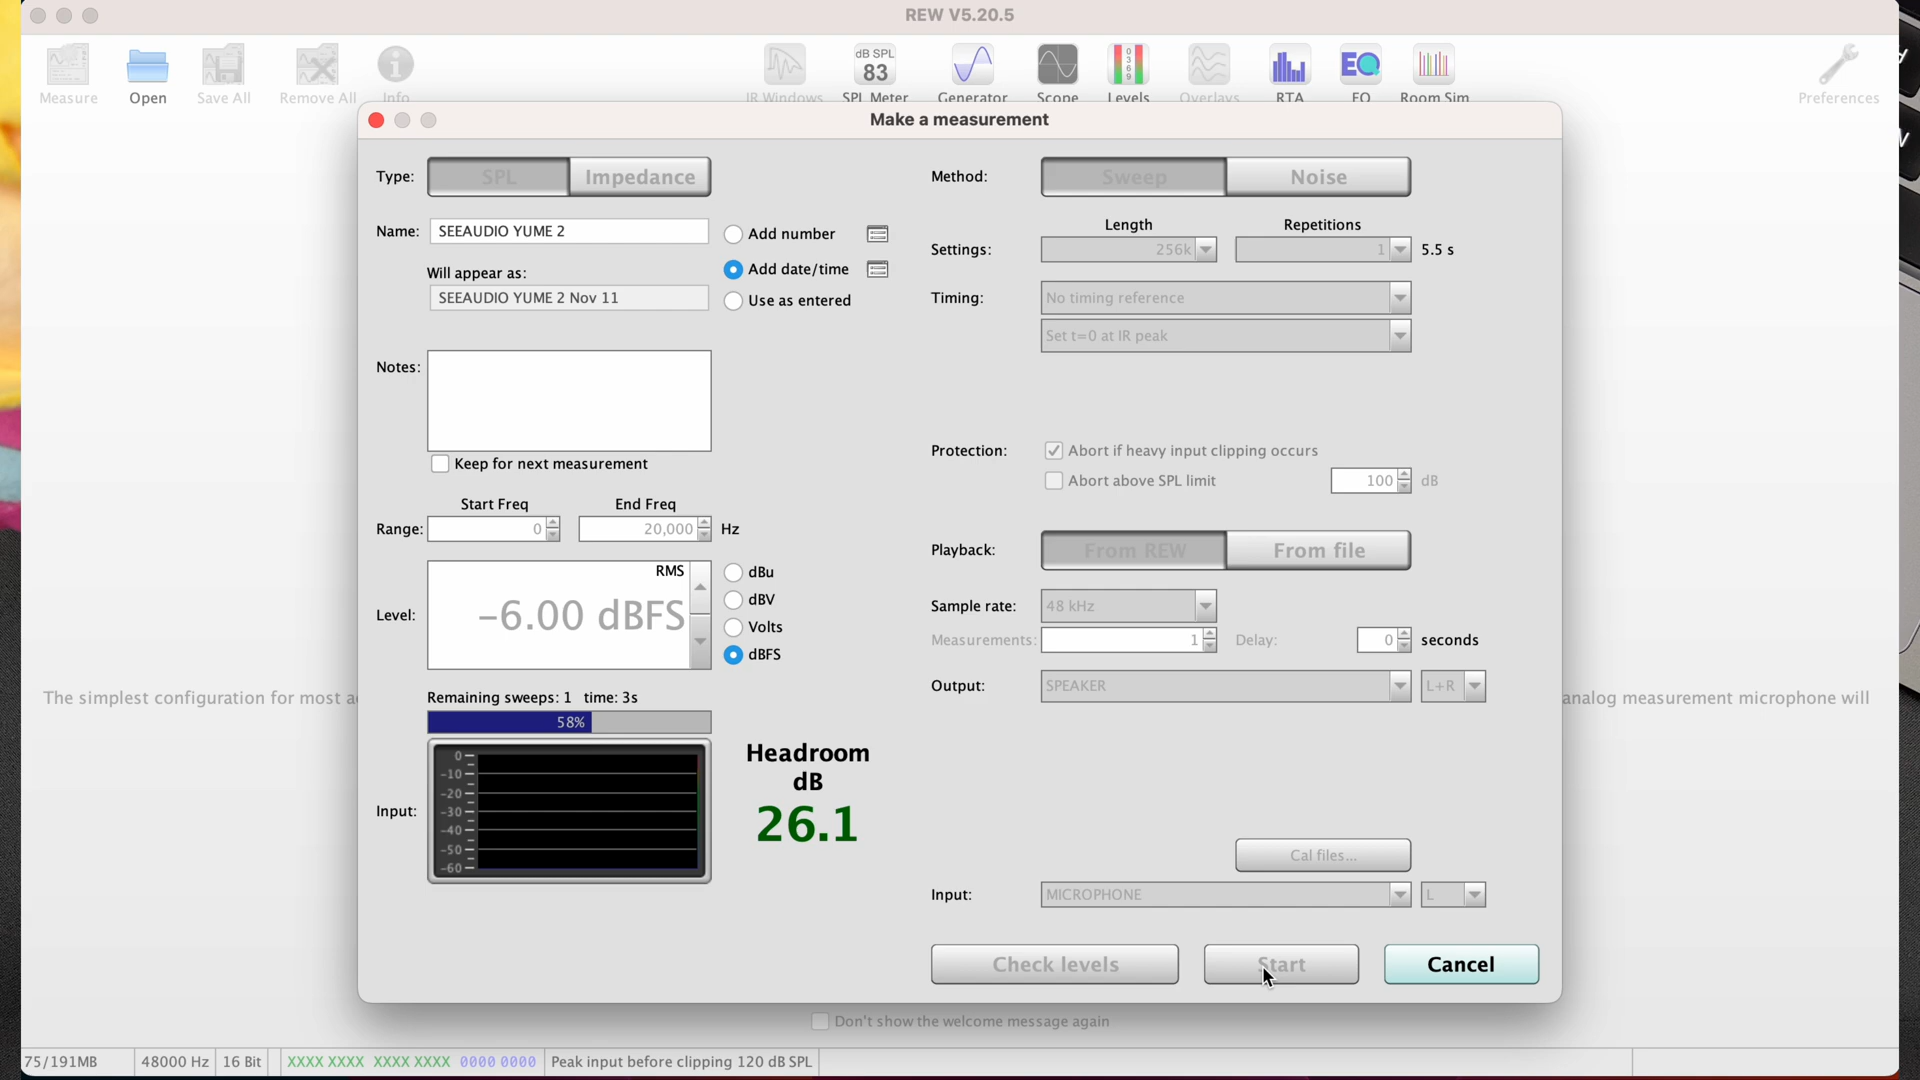 REW V5.20.5
Measure Open Save All Remove All Info IR Windows dB SPL 83 SPL Meter Generator Scope 0 3 6 9 Levels Overlays RTA EQ EQ Room Sim Preferences
Make a measurement
Type: SPL Impedance
Name: SEEAUDIO YUME 2
Add number
Will appear as:
Add date/time
SEEAUDIO YUME 2 Nov 11
Use as entered
Notes:
Keep for next measurement
Start Freq End Freq
Range: 0 20,000 Hz
RMS
Level: -6.00 dBFS
dBu
dBV
Volts
dBFS
Remaining sweeps: 1 time: 3s
58%
Input:
0
-10
-20
-30
-40
-50
-60
Headroom
dB
26.1
Method: Sweep Noise
Length Repetitions
Settings: 256k 1 5.5 s
Timing: No timing reference
Set t=0 at IR peak
Protection: Abort if heavy input clipping occurs
Abort above SPL limit 100 dB
Playback: From REW From file
Sample rate: 48 kHz
Measurements: 1 Delay: 0 seconds
Output: SPEAKER L+R
Cal files...
Input: MICROPHONE L
Check levels Start Cancel
The simplest configuration for most a
analog measurement microphone will
Don't show the welcome message again
75/191MB 48000 Hz 16 Bit XXXX XXXX XXXX XXXX 0000 0000 Peak input before clipping 120 dB SPL